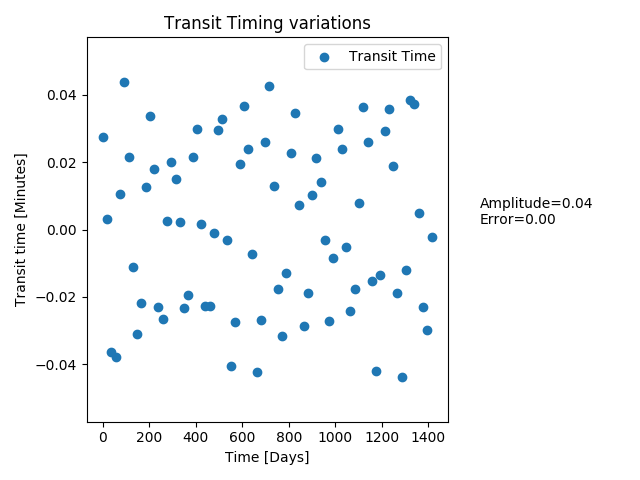 Transit Timing variations
Transit Time
0.04
0.02
0.00
−0.02
−0.04
Transit time [Minutes]
0
200
400
600
800
1000
1200
1400
Time [Days]
Amplitude=0.04
Error=0.00